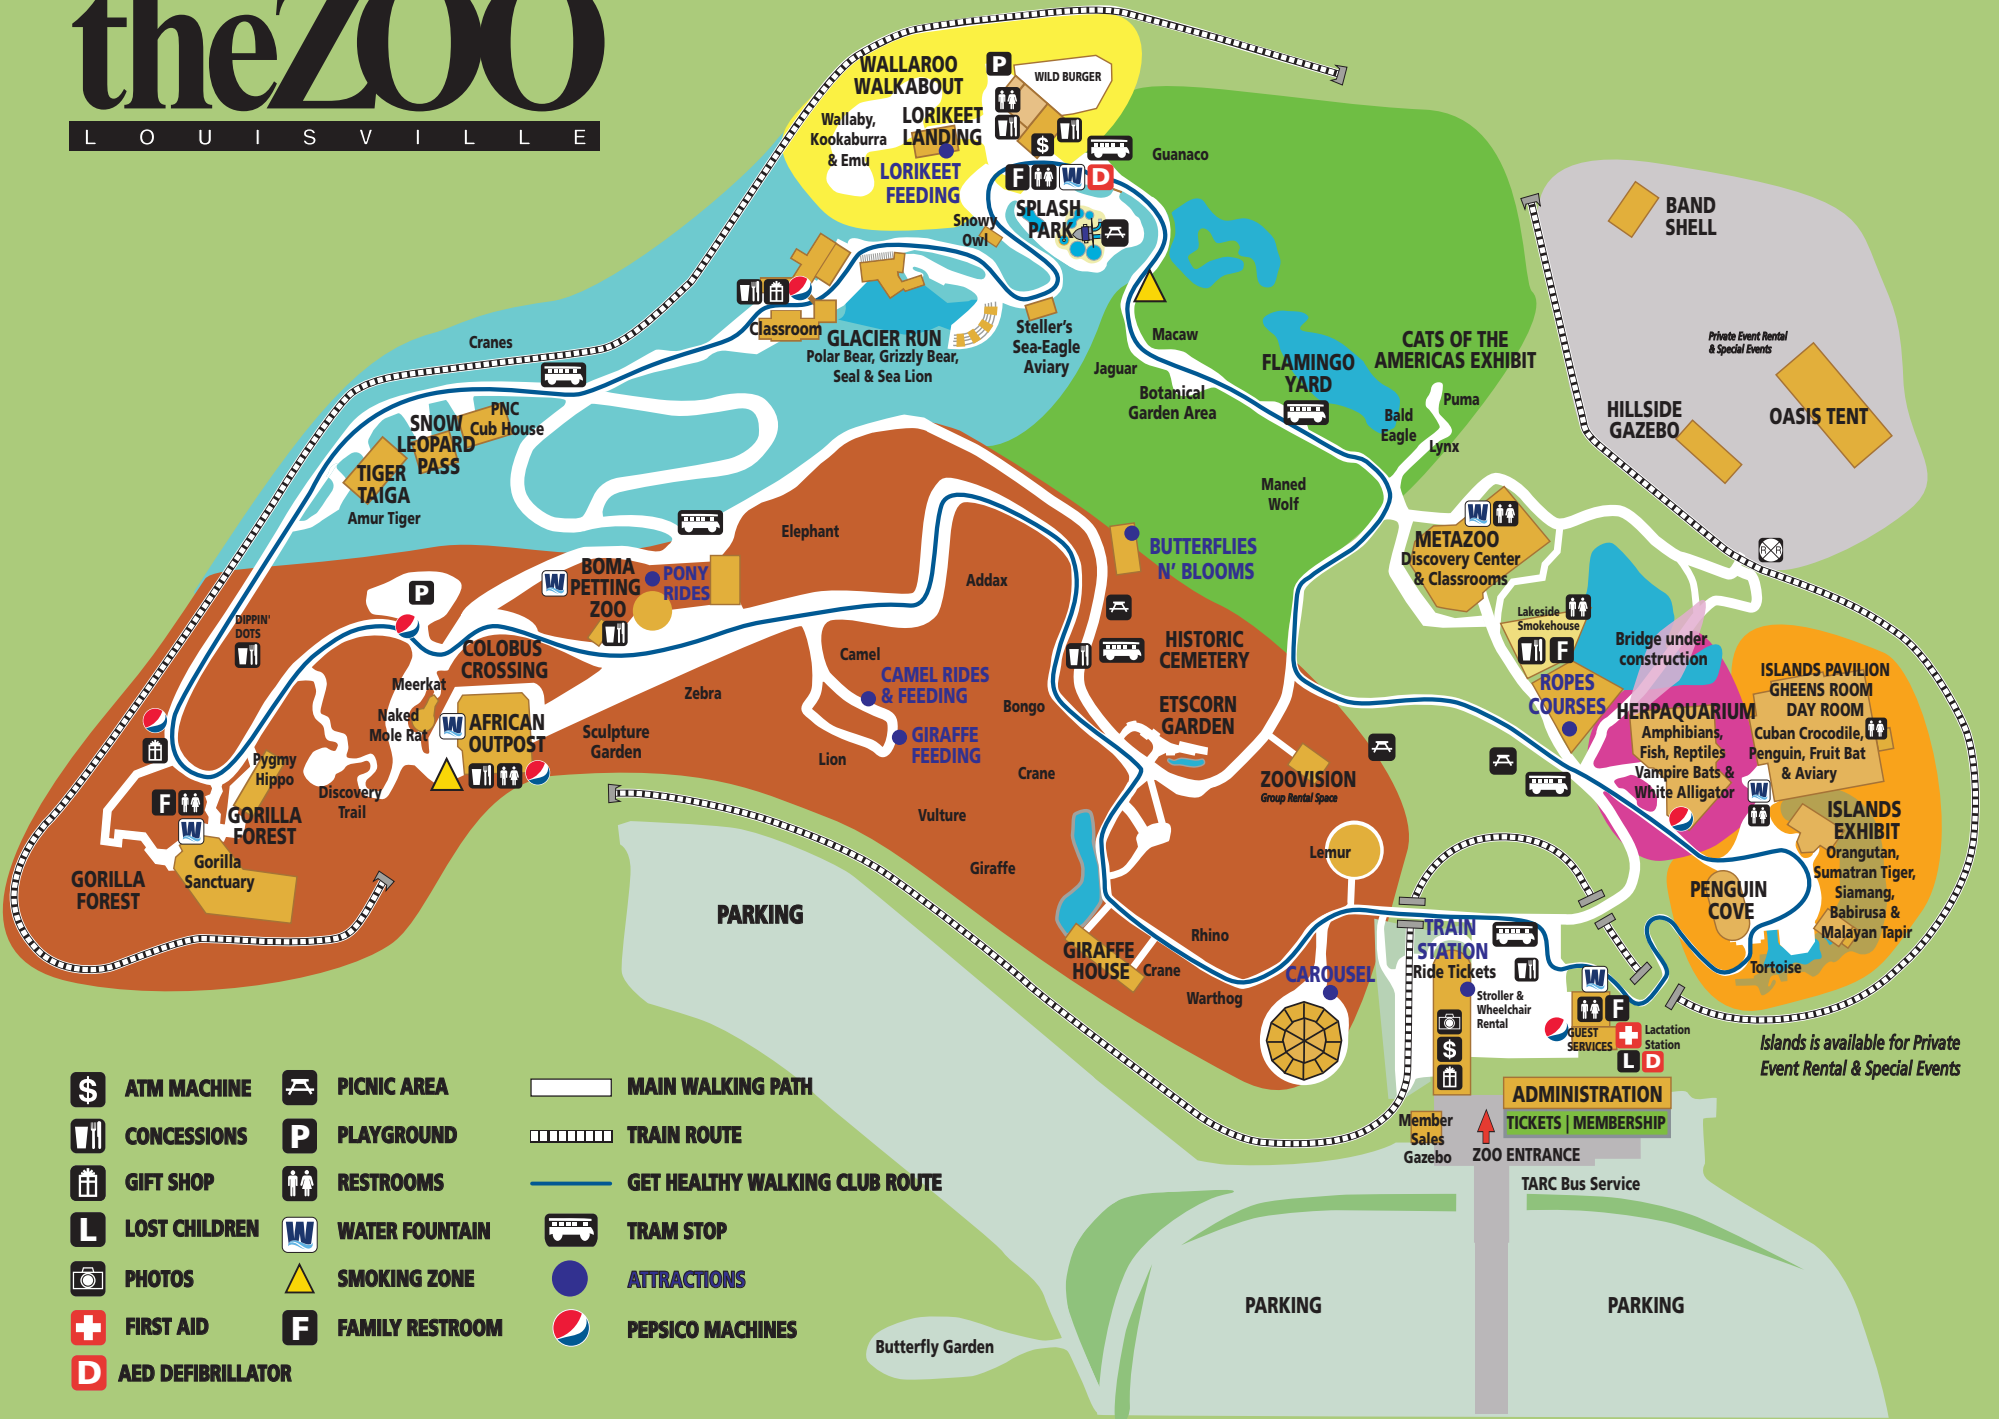 theZOO
LOUISVILLE
WALLAROO
WALKABOUT
P
WILD BURGER
Wallaby,
Kookaburra
& Emu
LORIKEET
LANDING
LORIKEET
FEEDING
$
F
W
D
Guanaco
SPLASH
PARK
Snowy
Owl
Classroom
GLACIER RUN
Polar Bear, Grizzly Bear,
Seal & Sea Lion
Steller's
Sea-Eagle
Aviary
Cranes
PNC
Cub House
SNOW
LEOPARD
PASS
TIGER
TAIGA
Amur Tiger
Macaw
Jaguar
Botanical
Garden Area
FLAMINGO
YARD
CATS OF THE
AMERICAS EXHIBIT
Puma
Bald
Eagle
Lynx
Maned
Wolf
BAND
SHELL
Private Event Rental
& Special Events
HILLSIDE
GAZEBO
OASIS TENT
R R
Elephant
BOMA
PETTING
ZOO
W
PONY
RIDES
Addax
BUTTERFLIES
N' BLOOMS
W
METAZOO
Discovery Center
& Classrooms
Lakeside
Smokehouse
F
ROPES
COURSES
Bridge under
construction
HERPAQUARIUM
Amphibians,
Fish, Reptiles
Vampire Bats &
White Alligator
ISLANDS PAVILION
GHEENS ROOM
DAY ROOM
Cuban Crocodile,
Penguin, Fruit Bat
& Aviary
W
ISLANDS
EXHIBIT
Orangutan,
Sumatran Tiger,
Siamang,
Babirusa &
Malayan Tapir
PENGUIN
COVE
Tortoise
Islands is available for Private
Event Rental & Special Events
P
DIPPIN'
DOTS
COLOBUS
CROSSING
Meerkat
Naked
Mole Rat
W
AFRICAN
OUTPOST
Pygmy
Hippo
Discovery
Trail
F
W
GORILLA
FOREST
Gorilla
Sanctuary
GORILLA
FOREST
Camel
CAMEL RIDES
& FEEDING
GIRAFFE
FEEDING
Zebra
Sculpture
Garden
Lion
Bongo
Crane
Vulture
Giraffe
HISTORIC
CEMETERY
ETSCORN
GARDEN
ZOOVISION
Group Rental Space
Lemur
GIRAFFE
HOUSE
Crane
Rhino
Warthog
CAROUSEL
PARKING
TRAIN
STATION
Ride Tickets
Stroller &
Wheelchair
Rental
$
W
F
GUEST
SERVICES
Lactation
Station
L
D
ADMINISTRATION
TICKETS | MEMBERSHIP
Member
Sales
Gazebo
ZOO ENTRANCE
TARC Bus Service
PARKING
PARKING
Butterfly Garden
$ ATM MACHINE
CONCESSIONS
GIFT SHOP
L LOST CHILDREN
PHOTOS
FIRST AID
D AED DEFIBRILLATOR
PICNIC AREA
P PLAYGROUND
RESTROOMS
W WATER FOUNTAIN
SMOKING ZONE
F FAMILY RESTROOM
MAIN WALKING PATH
TRAIN ROUTE
GET HEALTHY WALKING CLUB ROUTE
TRAM STOP
ATTRACTIONS
PEPSICO MACHINES